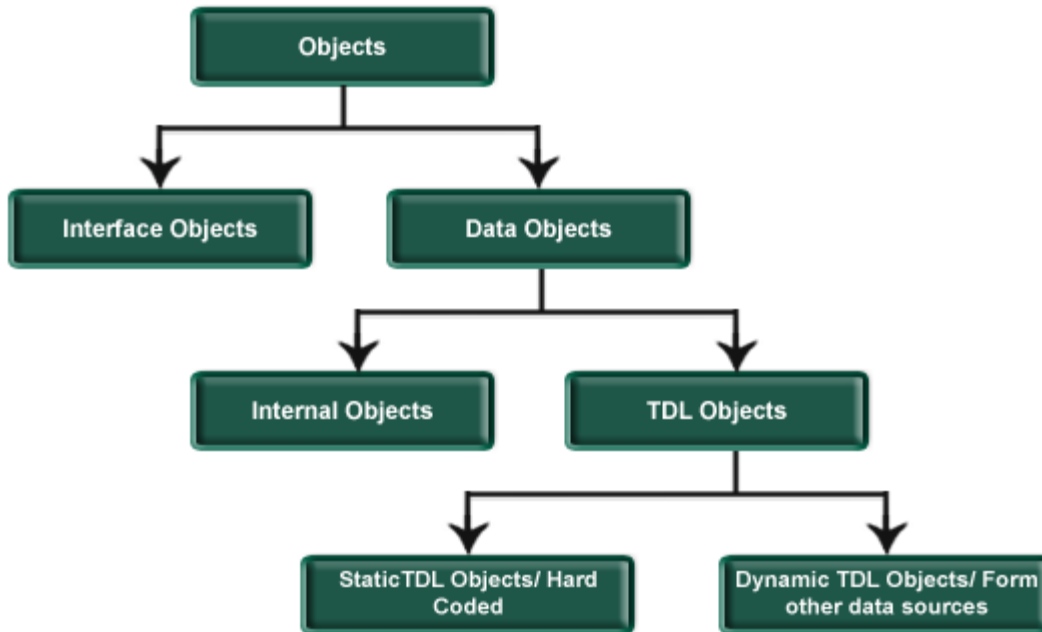 Objects
Interface Objects
Data Objects
Internal Objects
TDL Objects
StaticTDL Objects/ Hard
Coded
Dynamic TDL Objects/ Form
other data sources